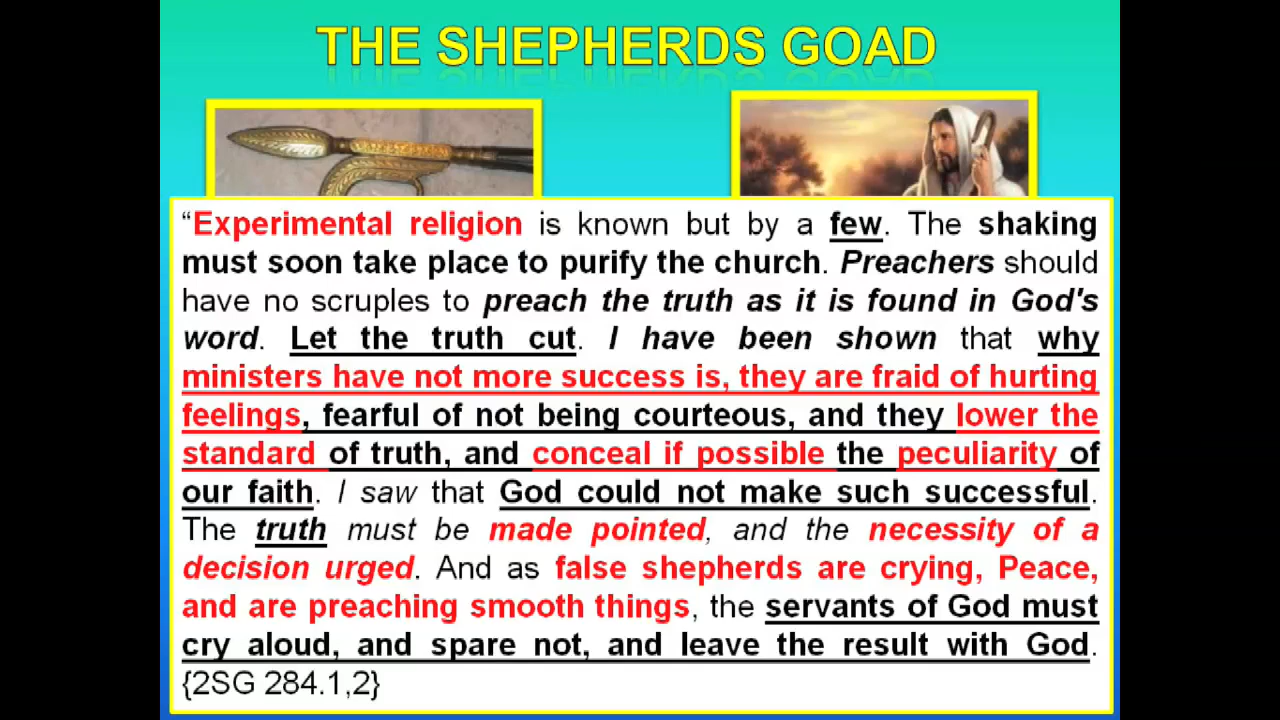 THE SHEPHERDS GOAD
“Experimental religion is known but by a few. The shaking
must soon take place to purify the church. Preachers should
have no scruples to preach the truth as it is found in God's
word. Let the truth cut. I have been shown that why
ministers have not more success is, they are fraid of hurting
feelings, fearful of not being courteous, and they lower the
standard of truth, and conceal if possible the peculiarity of
our faith. I saw that God could not make such successful.
The truth must be made pointed, and the necessity of a
decision urged. And as false shepherds are crying, Peace,
and are preaching smooth things, the servants of God must
cry aloud, and spare not, and leave the result with God.
{2SG 284.1,2}